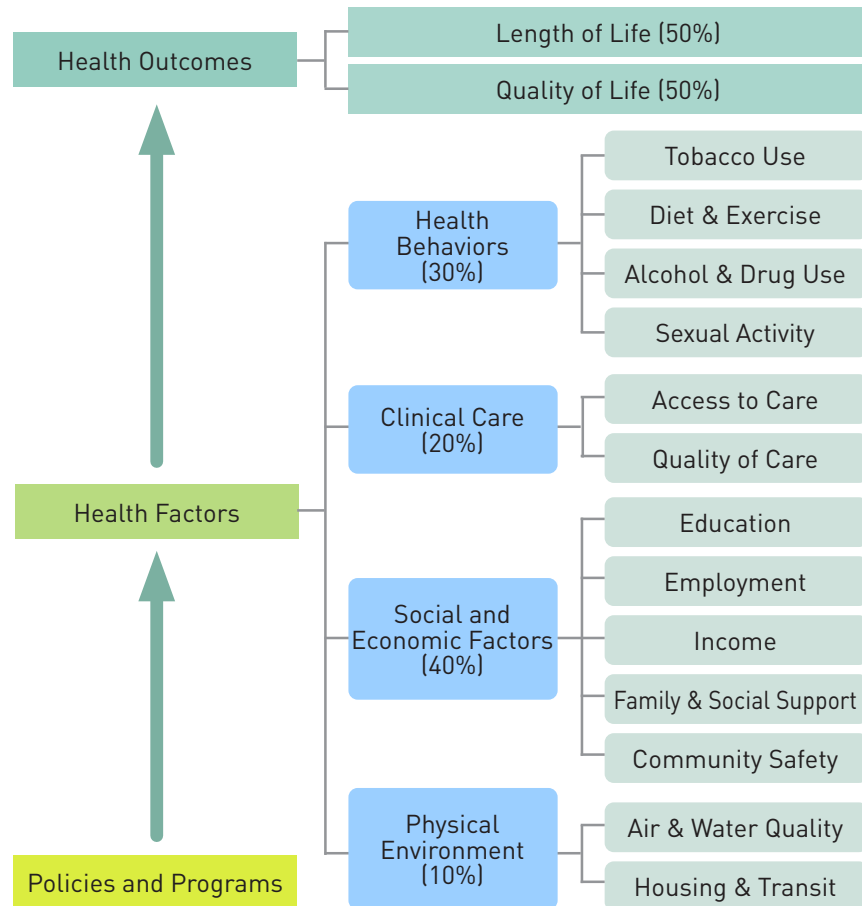 Health Outcomes
Length of Life (50%)
Quality of Life (50%)
Health Factors
Health
Behaviors
(30%)
Tobacco Use
Diet & Exercise
Alcohol & Drug Use
Sexual Activity
Clinical Care
(20%)
Access to Care
Quality of Care
Social and
Economic Factors
(40%)
Education
Employment
Income
Family & Social Support
Community Safety
Physical
Environment
(10%)
Air & Water Quality
Housing & Transit
Policies and Programs